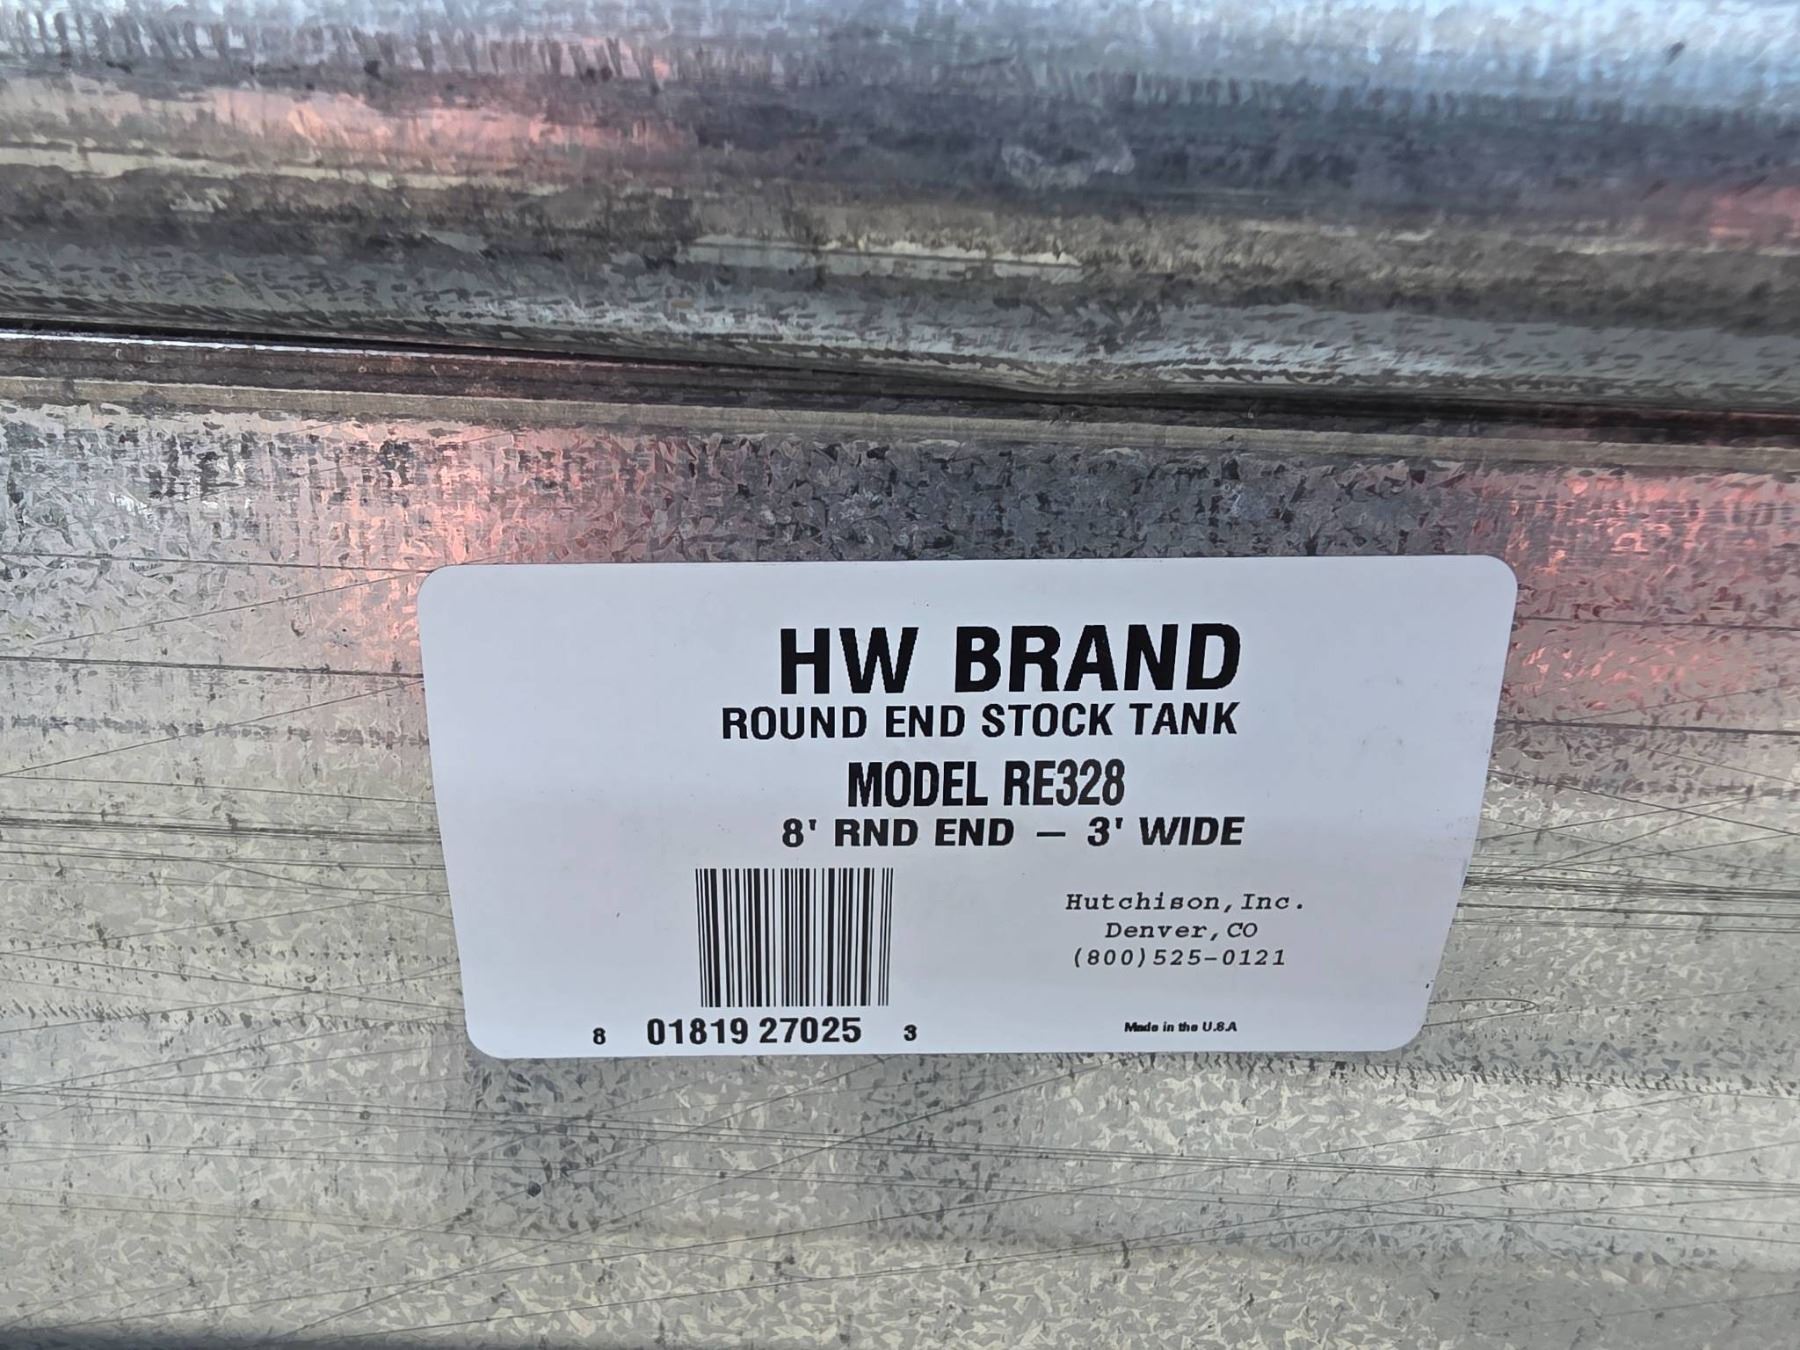 HW BRAND
ROUND END STOCK TANK
MODEL RE328
8' RND END — 3' WIDE
Hutchison, Inc.
Denver, CO
(800)525-0121
8 01819 27025 3
Made in the U.S.A